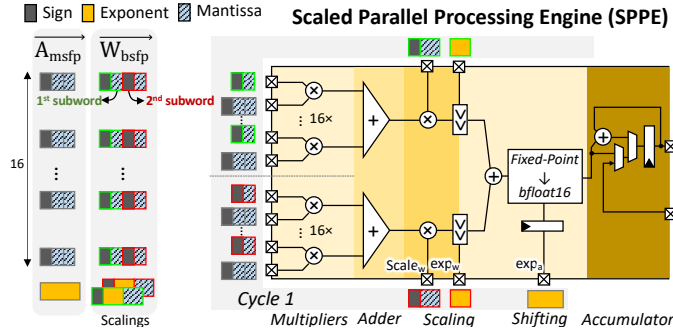 Sign Exponent Mantissa
Scaled Parallel Processing Engine (SPPE)
A msfp W bsfp
1st subword 2nd subword
16
16×
16×
+
+
+
+
Fixed-Point
↓
bfloat16
Scale w exp w exp a
Cycle 1
Scalings
Multipliers Adder Scaling Shifting Accumulator